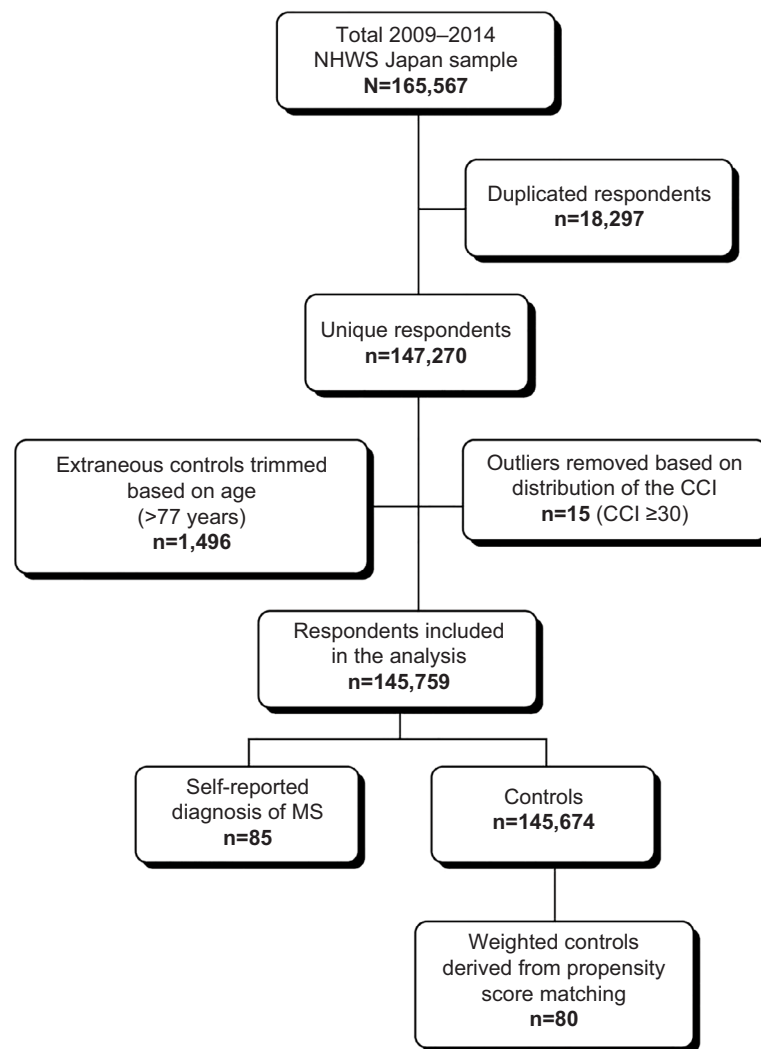 Total 2009–2014
NHWS Japan sample
N=165,567
Duplicated respondents
n=18,297
Unique respondents
n=147,270
Extraneous controls trimmed
based on age
(>77 years)
n=1,496
Outliers removed based on
distribution of the CCI
n=15 (CCI ≥30)
Respondents included
in the analysis
n=145,759
Self-reported
diagnosis of MS
n=85
Controls
n=145,674
Weighted controls
derived from propensity
score matching
n=80